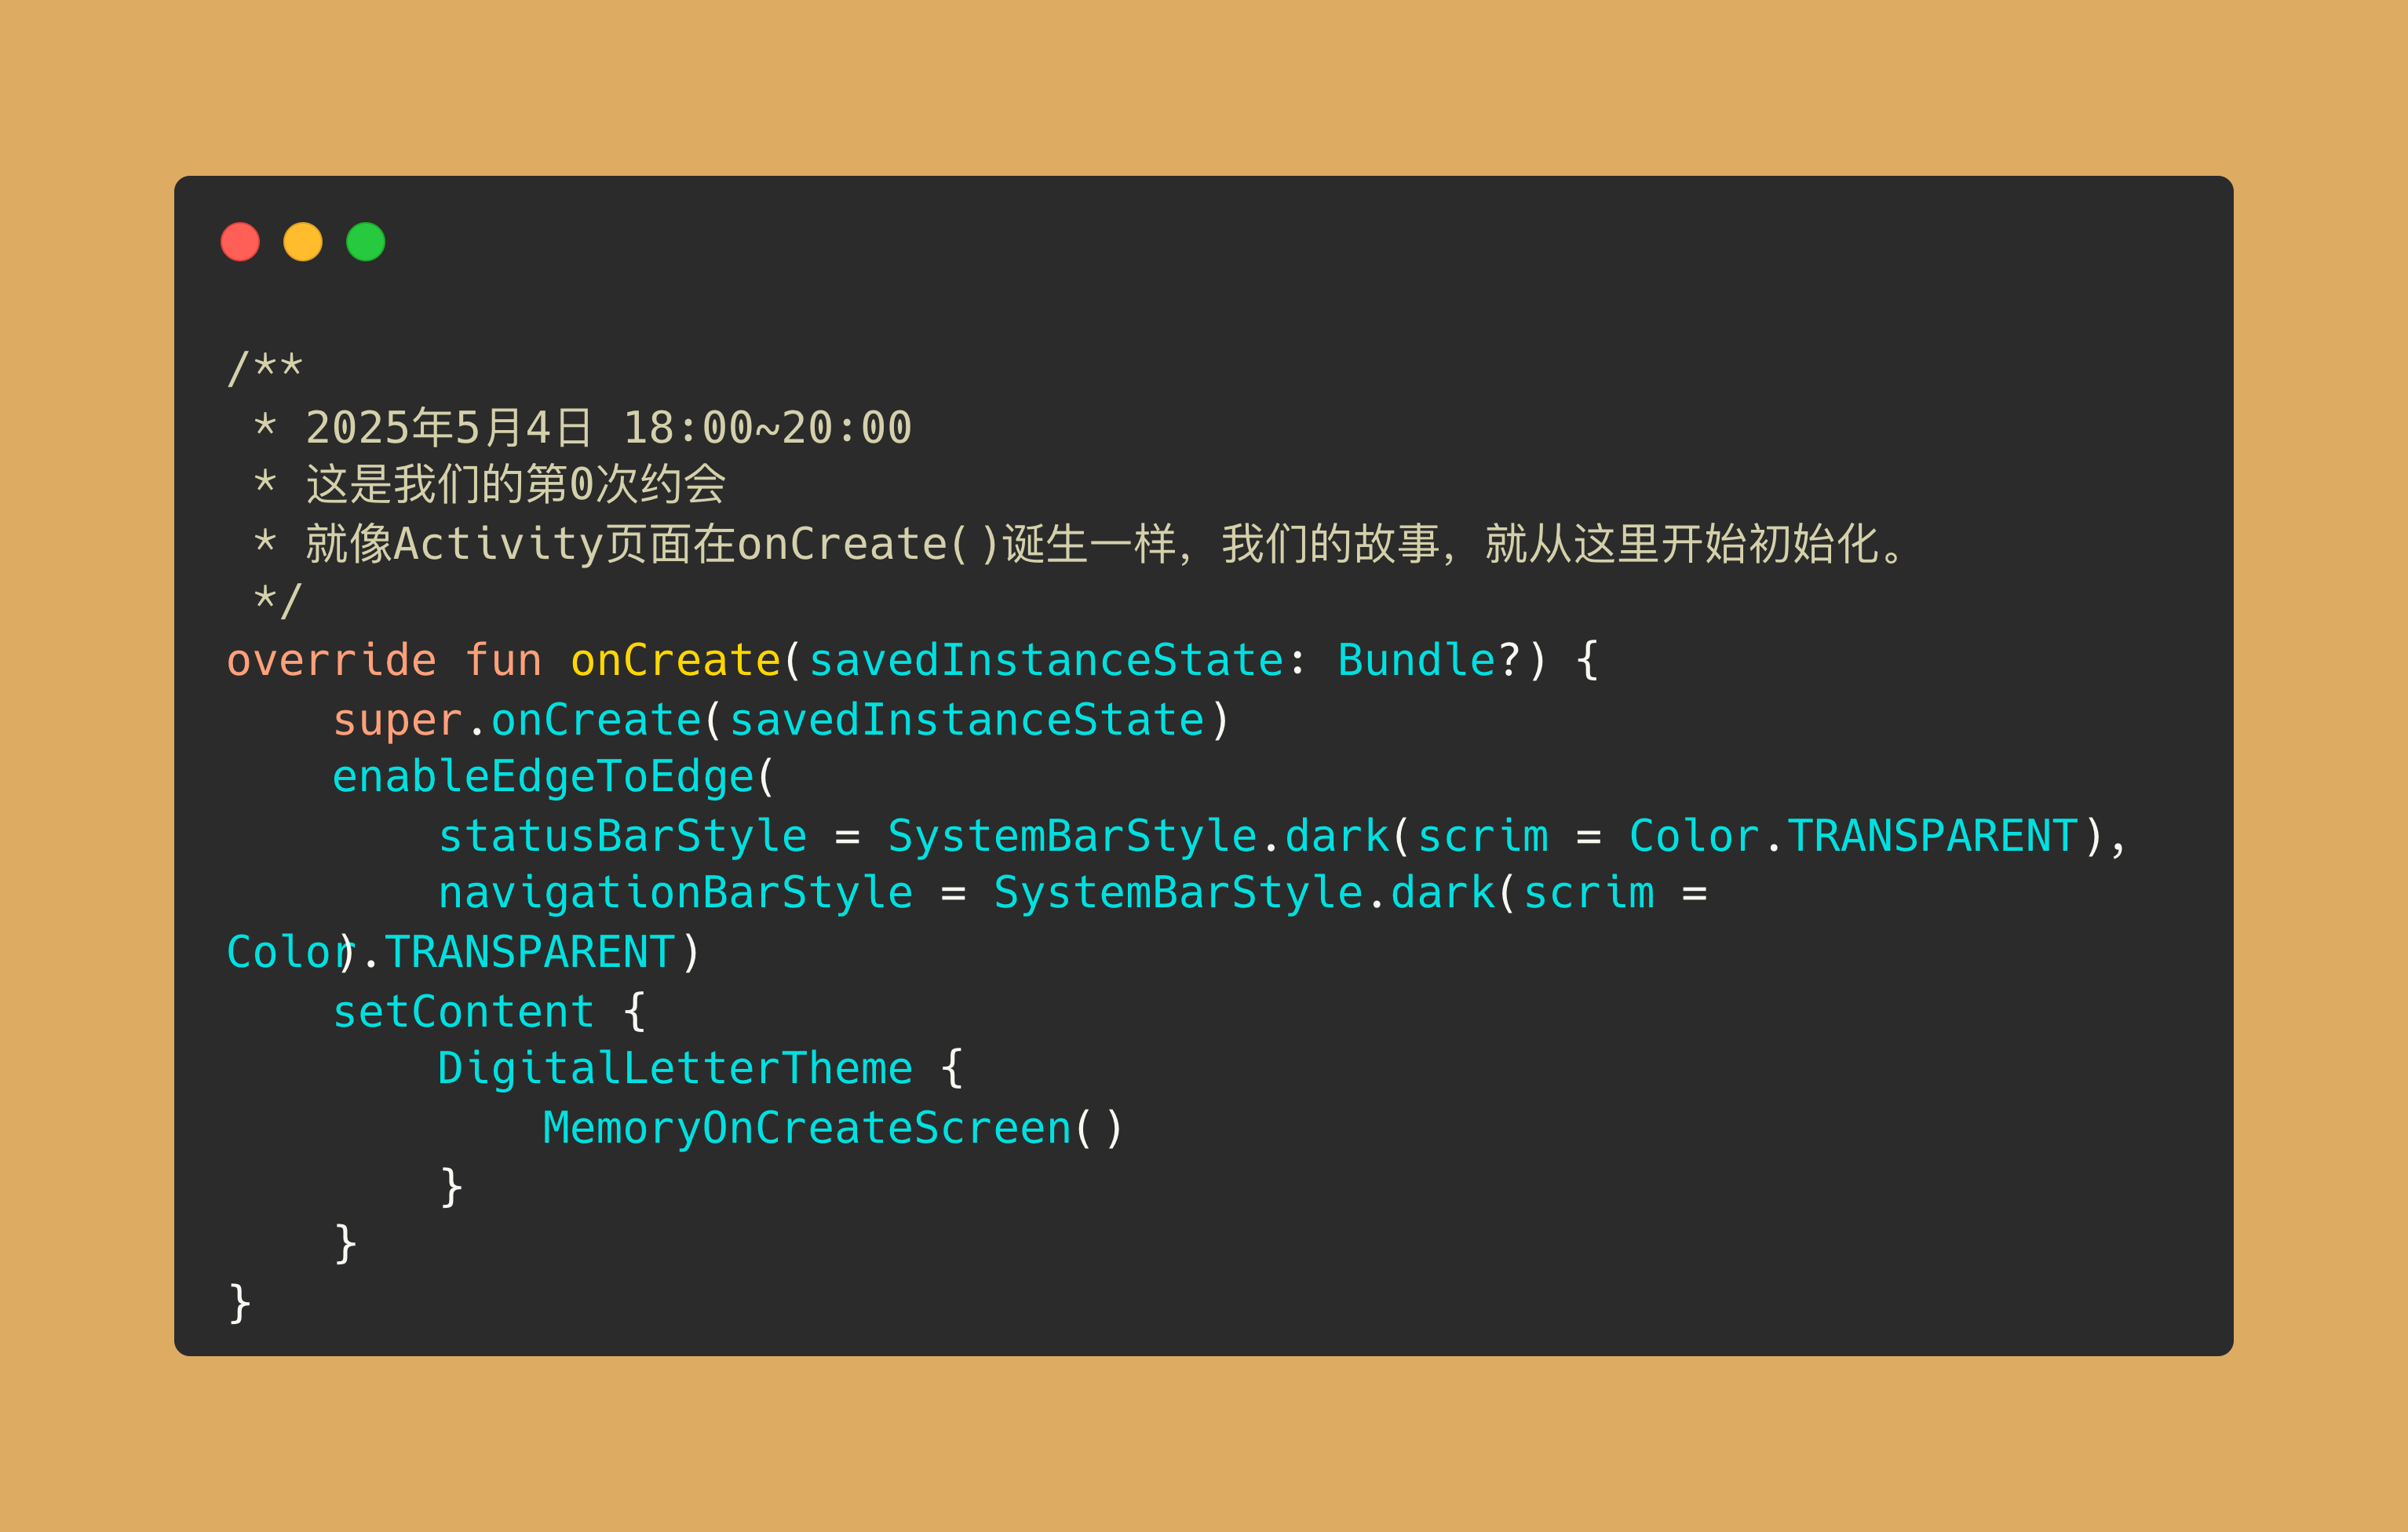 /**
 * 2025年5月4日 18:00~20:00
 * 这是我们的第0次约会
 * 就像Activity页面在onCreate()诞生一样，我们的故事，就从这里开始初始化。
 */
override fun onCreate(savedInstanceState: Bundle?) {
    super.onCreate(savedInstanceState)
    enableEdgeToEdge(
        statusBarStyle = SystemBarStyle.dark(scrim = Color.TRANSPARENT),
        navigationBarStyle = SystemBarStyle.dark(scrim =
Color.TRANSPARENT)
    )
    setContent {
        DigitalLetterTheme {
            MemoryOnCreateScreen()
        }
    }
}